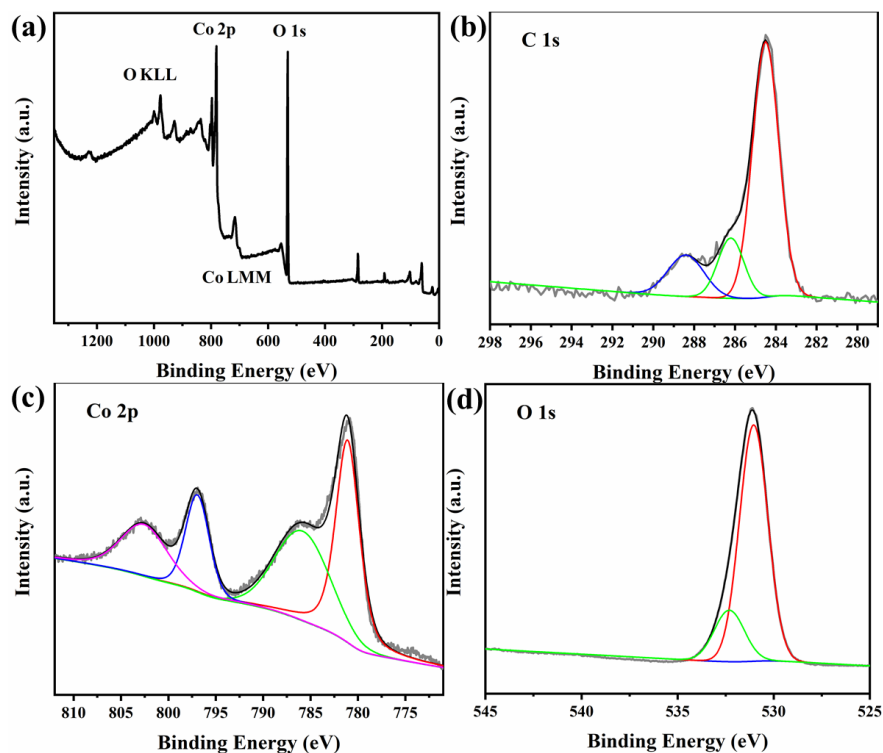 (a)
Co 2p
O 1s
O KLL
Co LMM
Intensity (a.u.)
1200 1000 800 600 400 200 0
Binding Energy (eV)
(b)
C 1s
Intensity (a.u.)
298 296 294 292 290 288 286 284 282 280
Binding Energy (eV)
(c)
Co 2p
Intensity (a.u.)
810 805 800 795 790 785 780 775
Binding Energy (eV)
(d)
O 1s
Intensity (a.u.)
545 540 535 530 525
Binding Energy (eV)